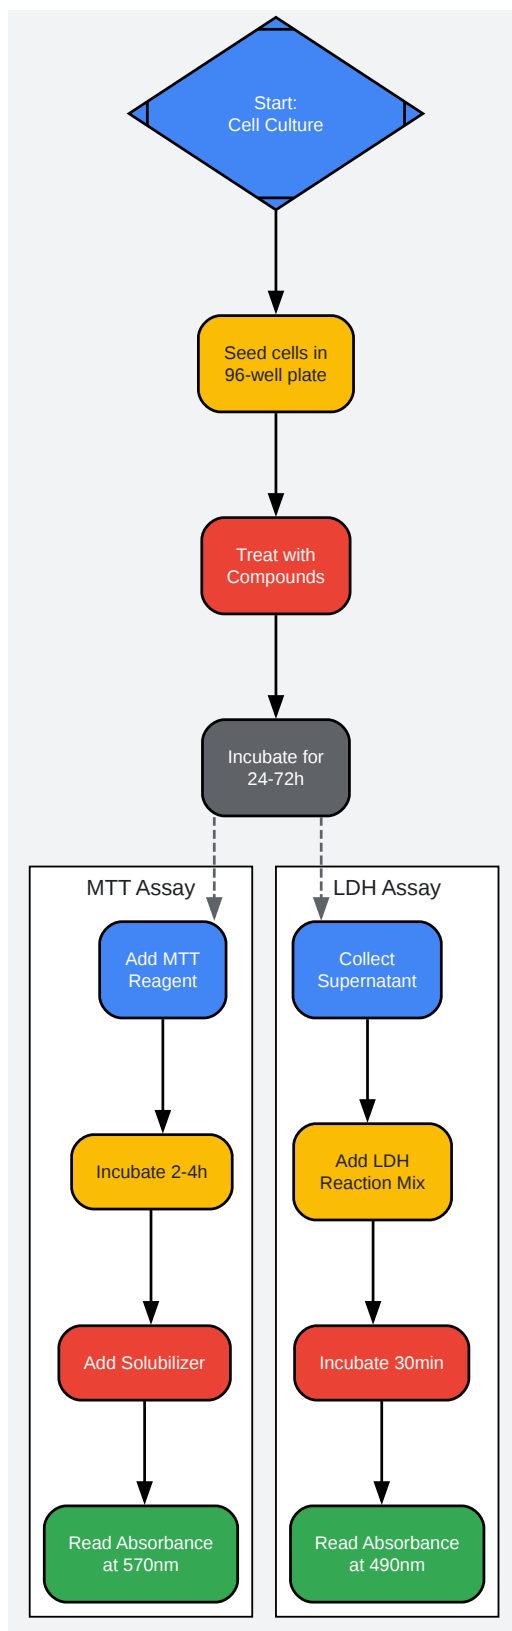 Start:
Cell Culture
Seed cells in
96-well plate
Treat with
Compounds
Incubate for
24-72h
MTT Assay
Add MTT
Reagent
Incubate 2-4h
Add Solubilizer
Read Absorbance
at 570nm
LDH Assay
Collect
Supernatant
Add LDH
Reaction Mix
Incubate 30min
Read Absorbance
at 490nm